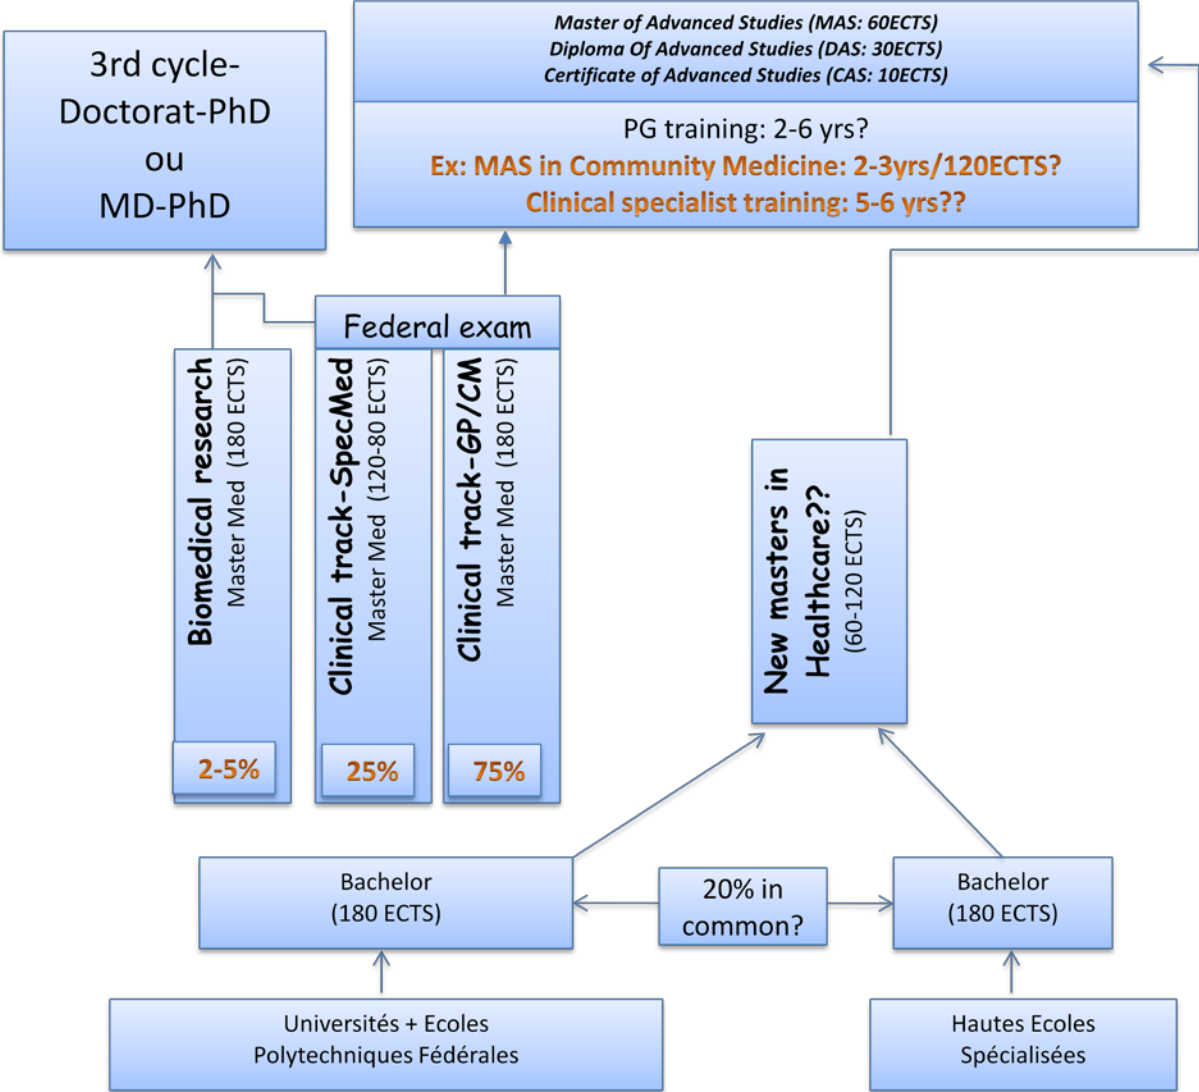 3rd cycle-
Doctorat-PhD
ou
MD-PhD
Master of Advanced Studies (MAS: 60ECTS)
Diploma Of Advanced Studies (DAS: 30ECTS)
Certificate of Advanced Studies (CAS: 10ECTS)
PG training: 2-6 yrs?
Ex: MAS in Community Medicine: 2-3yrs/120ECTS?
Clinical specialist training: 5-6 yrs??
Federal exam
Biomedical research
Master Med (180 ECTS)
2-5%
Clinical track-SpecMed
Master Med (120-80 ECTS)
25%
Clinical track-GP/CM
Master Med (180 ECTS)
75%
New masters in
Healthcare??
(60-120 ECTS)
Bachelor
(180 ECTS)
20% in
common?
Bachelor
(180 ECTS)
Universités + Ecoles
Polytechniques Fédérales
Hautes Ecoles
Spécialisées